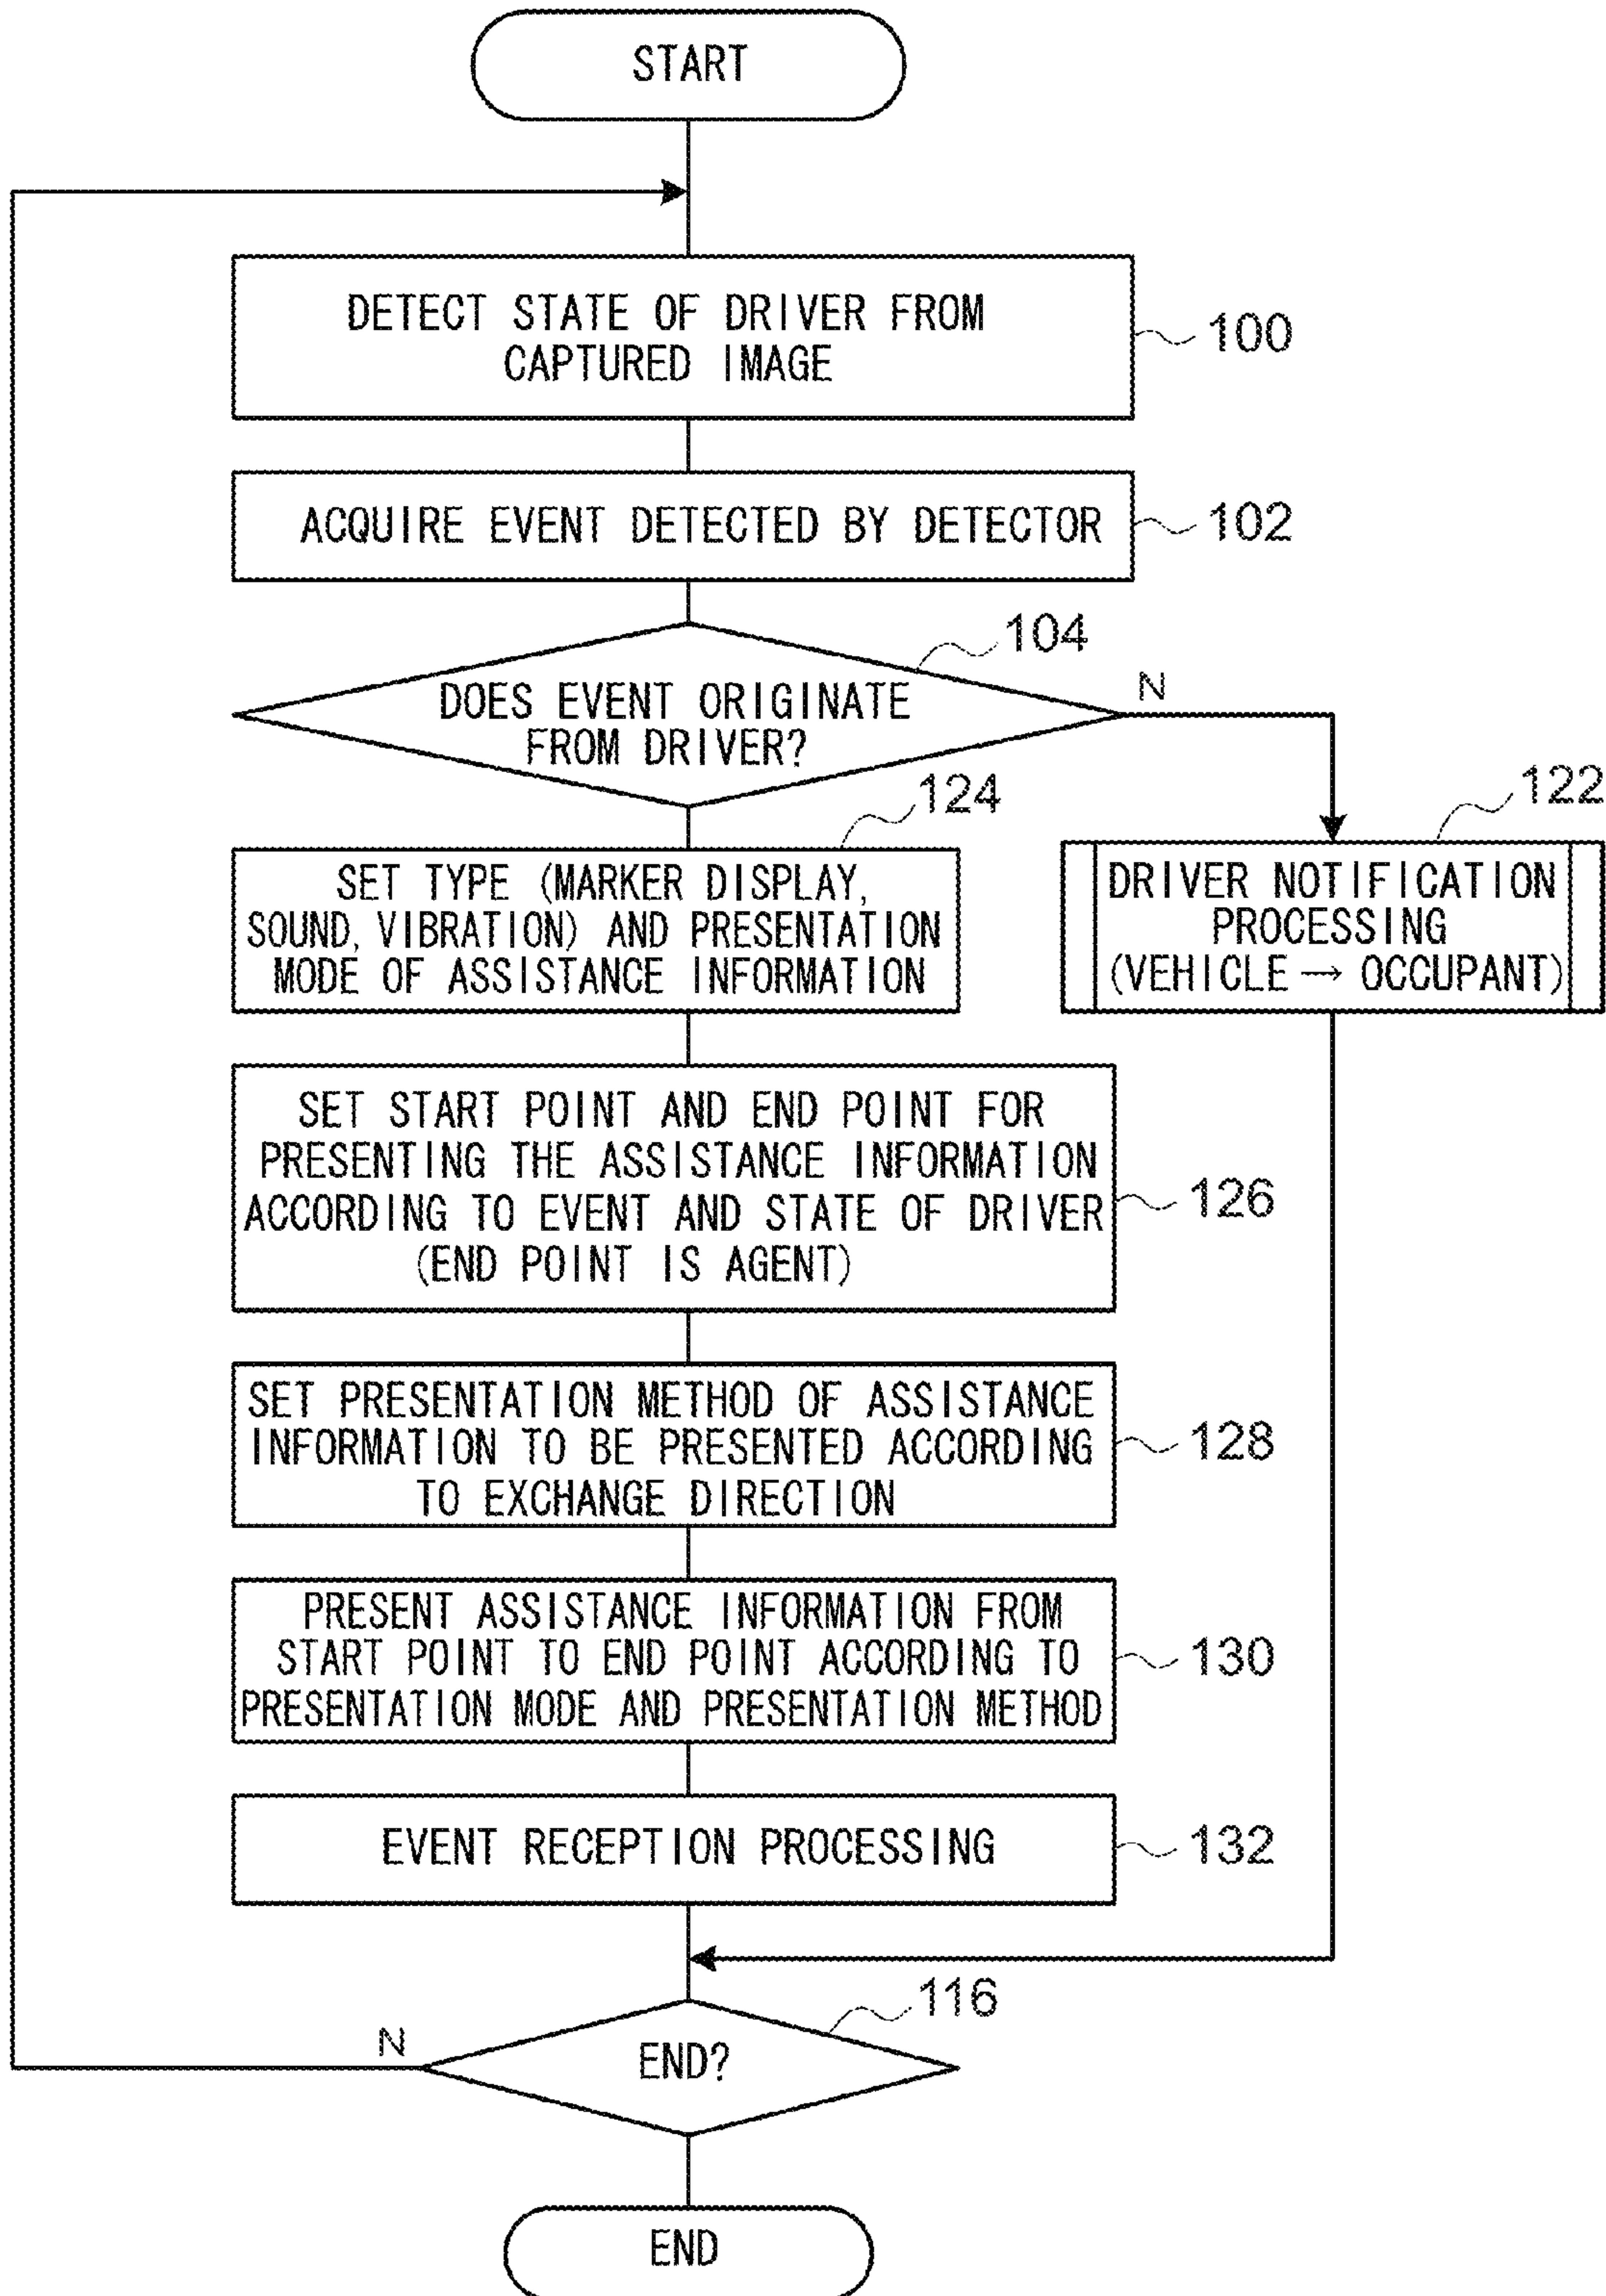 START
DETECT STATE OF DRIVER FROM
CAPTURED IMAGE
100
ACQUIRE EVENT DETECTED BY DETECTOR
102
104
DOES EVENT ORIGINATE
FROM DRIVER?
N
124
SET TYPE (MARKER DISPLAY,
SOUND, VIBRATION) AND PRESENTATION
MODE OF ASSISTANCE INFORMATION
122
DRIVER NOTIFICATION
PROCESSING
(VEHICLE → OCCUPANT)
SET START POINT AND END POINT FOR
PRESENTING THE ASSISTANCE INFORMATION
ACCORDING TO EVENT AND STATE OF DRIVER
(END POINT IS AGENT)
126
SET PRESENTATION METHOD OF ASSISTANCE
INFORMATION TO BE PRESENTED ACCORDING
TO EXCHANGE DIRECTION
128
PRESENT ASSISTANCE INFORMATION FROM
START POINT TO END POINT ACCORDING TO
PRESENTATION MODE AND PRESENTATION METHOD
130
EVENT RECEPTION PROCESSING
132
116
N
END?
END